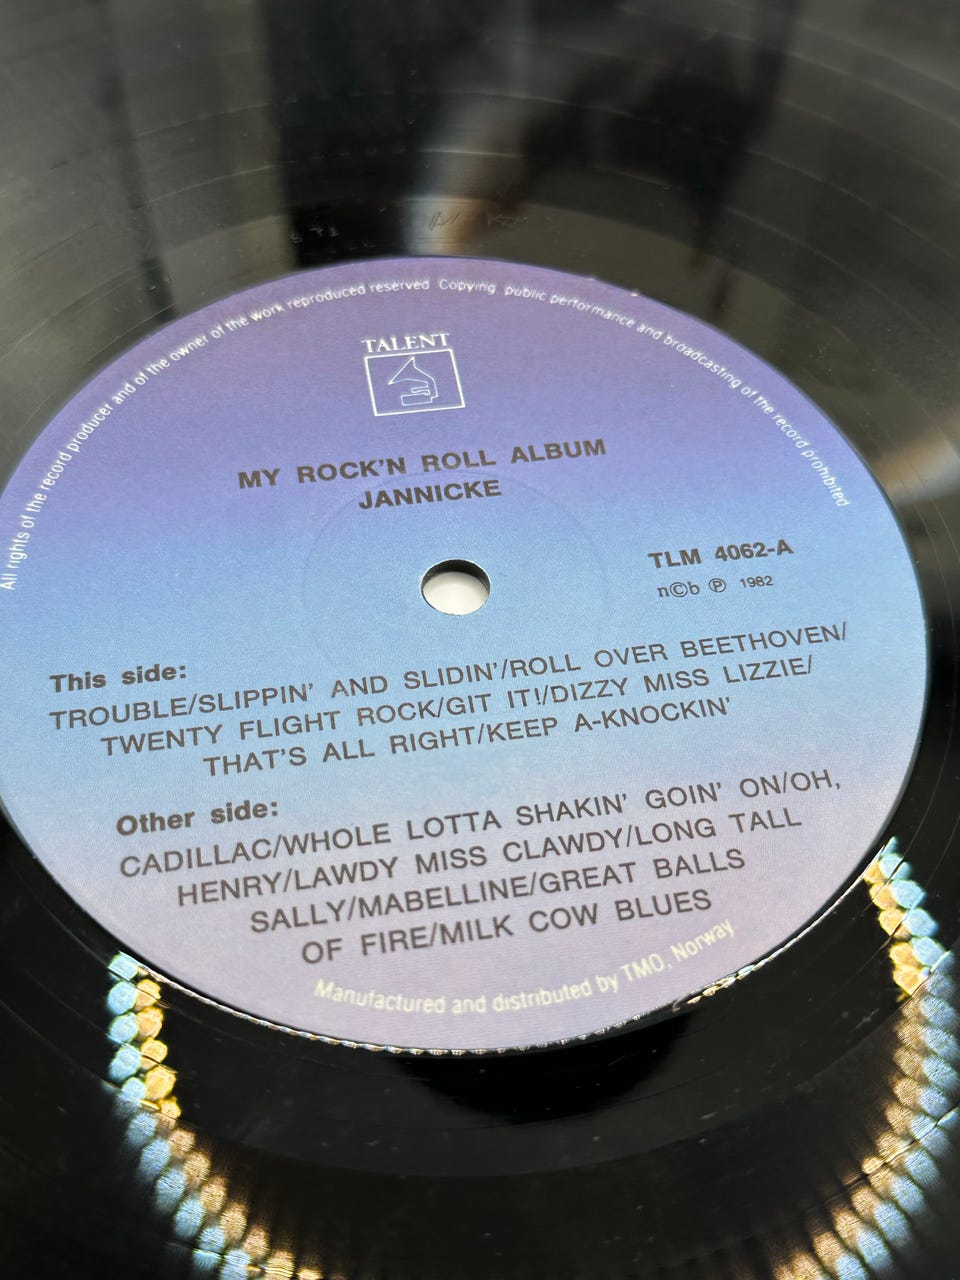 All rights of the record producer and of the owner of the work reproduced reserved Copying public performance and broadcasting of the record prohibited
TALENT
MY ROCK'N ROLL ALBUM
JANNICKE
TLM 4062-A
n©b ℗ 1982
This side:
TROUBLE/SLIPPIN' AND SLIDIN'/ROLL OVER BEETHOVEN/
TWENTY FLIGHT ROCK/GIT IT!/DIZZY MISS LIZZIE/
THAT'S ALL RIGHT/KEEP A-KNOCKIN'
Other side:
CADILLAC/WHOLE LOTTA SHAKIN' GOIN' ON/OH,
HENRY/LAWDY MISS CLAWDY/LONG TALL
SALLY/MABELLINE/GREAT BALLS
OF FIRE/MILK COW BLUES
Manufactured and distributed by TMO, Norway